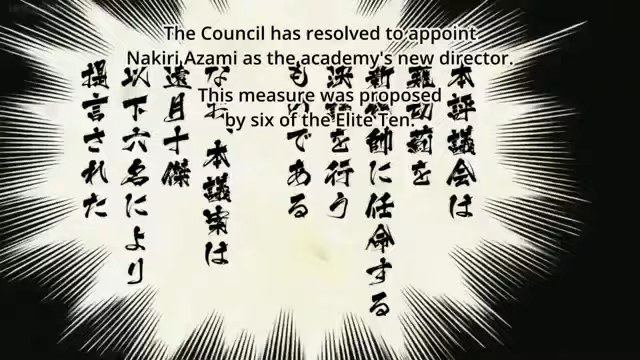 The Council has resolved to appoint
Nakiri Azami as the academy's new director.
This measure was proposed
by six of the Elite Ten.
本評議会は
薙切薊を
新総帥に任命する
決議を行う
ものである
なお、本議案は
遠月十傑
以下六名により
提言された